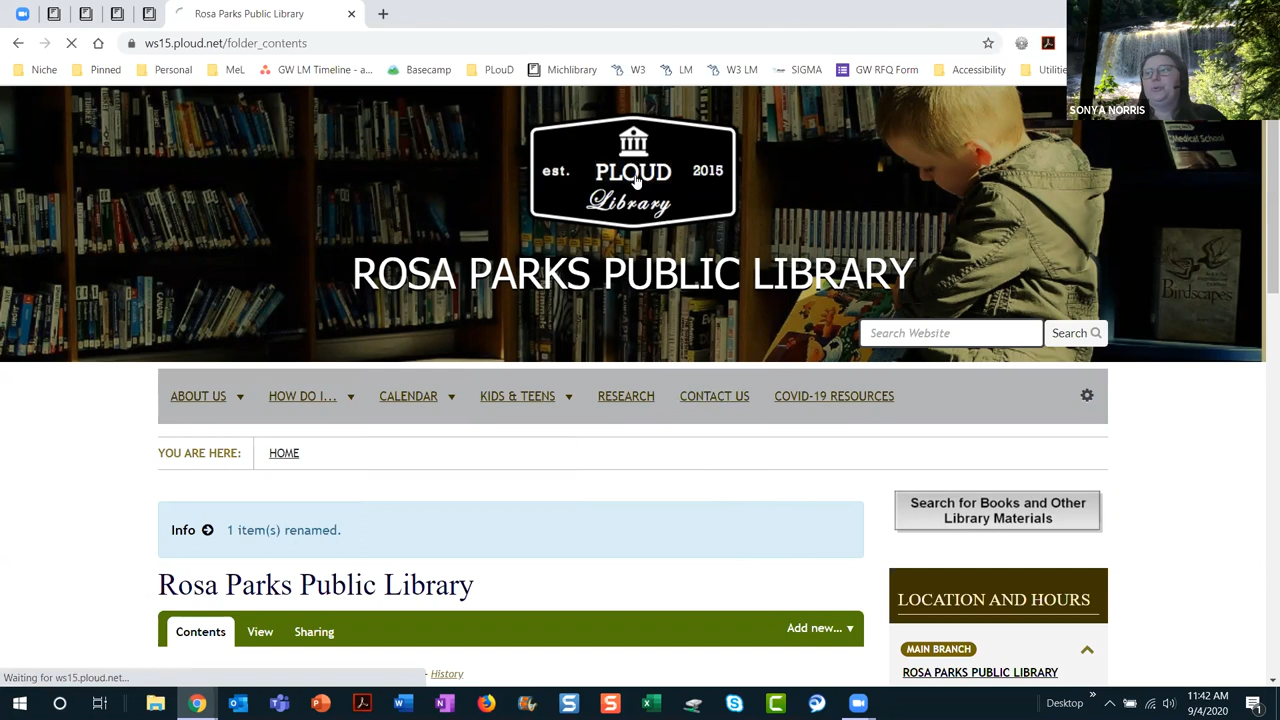 Rosa Parks Public Library
ws15.ploud.net/folder_contents
Niche
Pinned
Personal
MeL
GW LM Timeline - a...
Basecamp
PLouD
Michlibrary
W3
LM
W3 LM
SIGMA
GW RFQ Form
Accessibility
Utilitie
SONYA NORRIS
Medical School
est. PLOUD 2015
Library
Birdscapes
ROSA PARKS PUBLIC LIBRARY
Search Website
Search
ABOUT US
HOW DO I...
CALENDAR
KIDS & TEENS
RESEARCH
CONTACT US
COVID-19 RESOURCES
YOU ARE HERE:
HOME
Info
1 item(s) renamed.
Search for Books and Other
Library Materials
Rosa Parks Public Library
LOCATION AND HOURS
Contents
View
Sharing
Add new...
MAIN BRANCH
ROSA PARKS PUBLIC LIBRARY
Waiting for ws15.ploud.net...
- History
Desktop
11:42 AM
9/4/2020
1